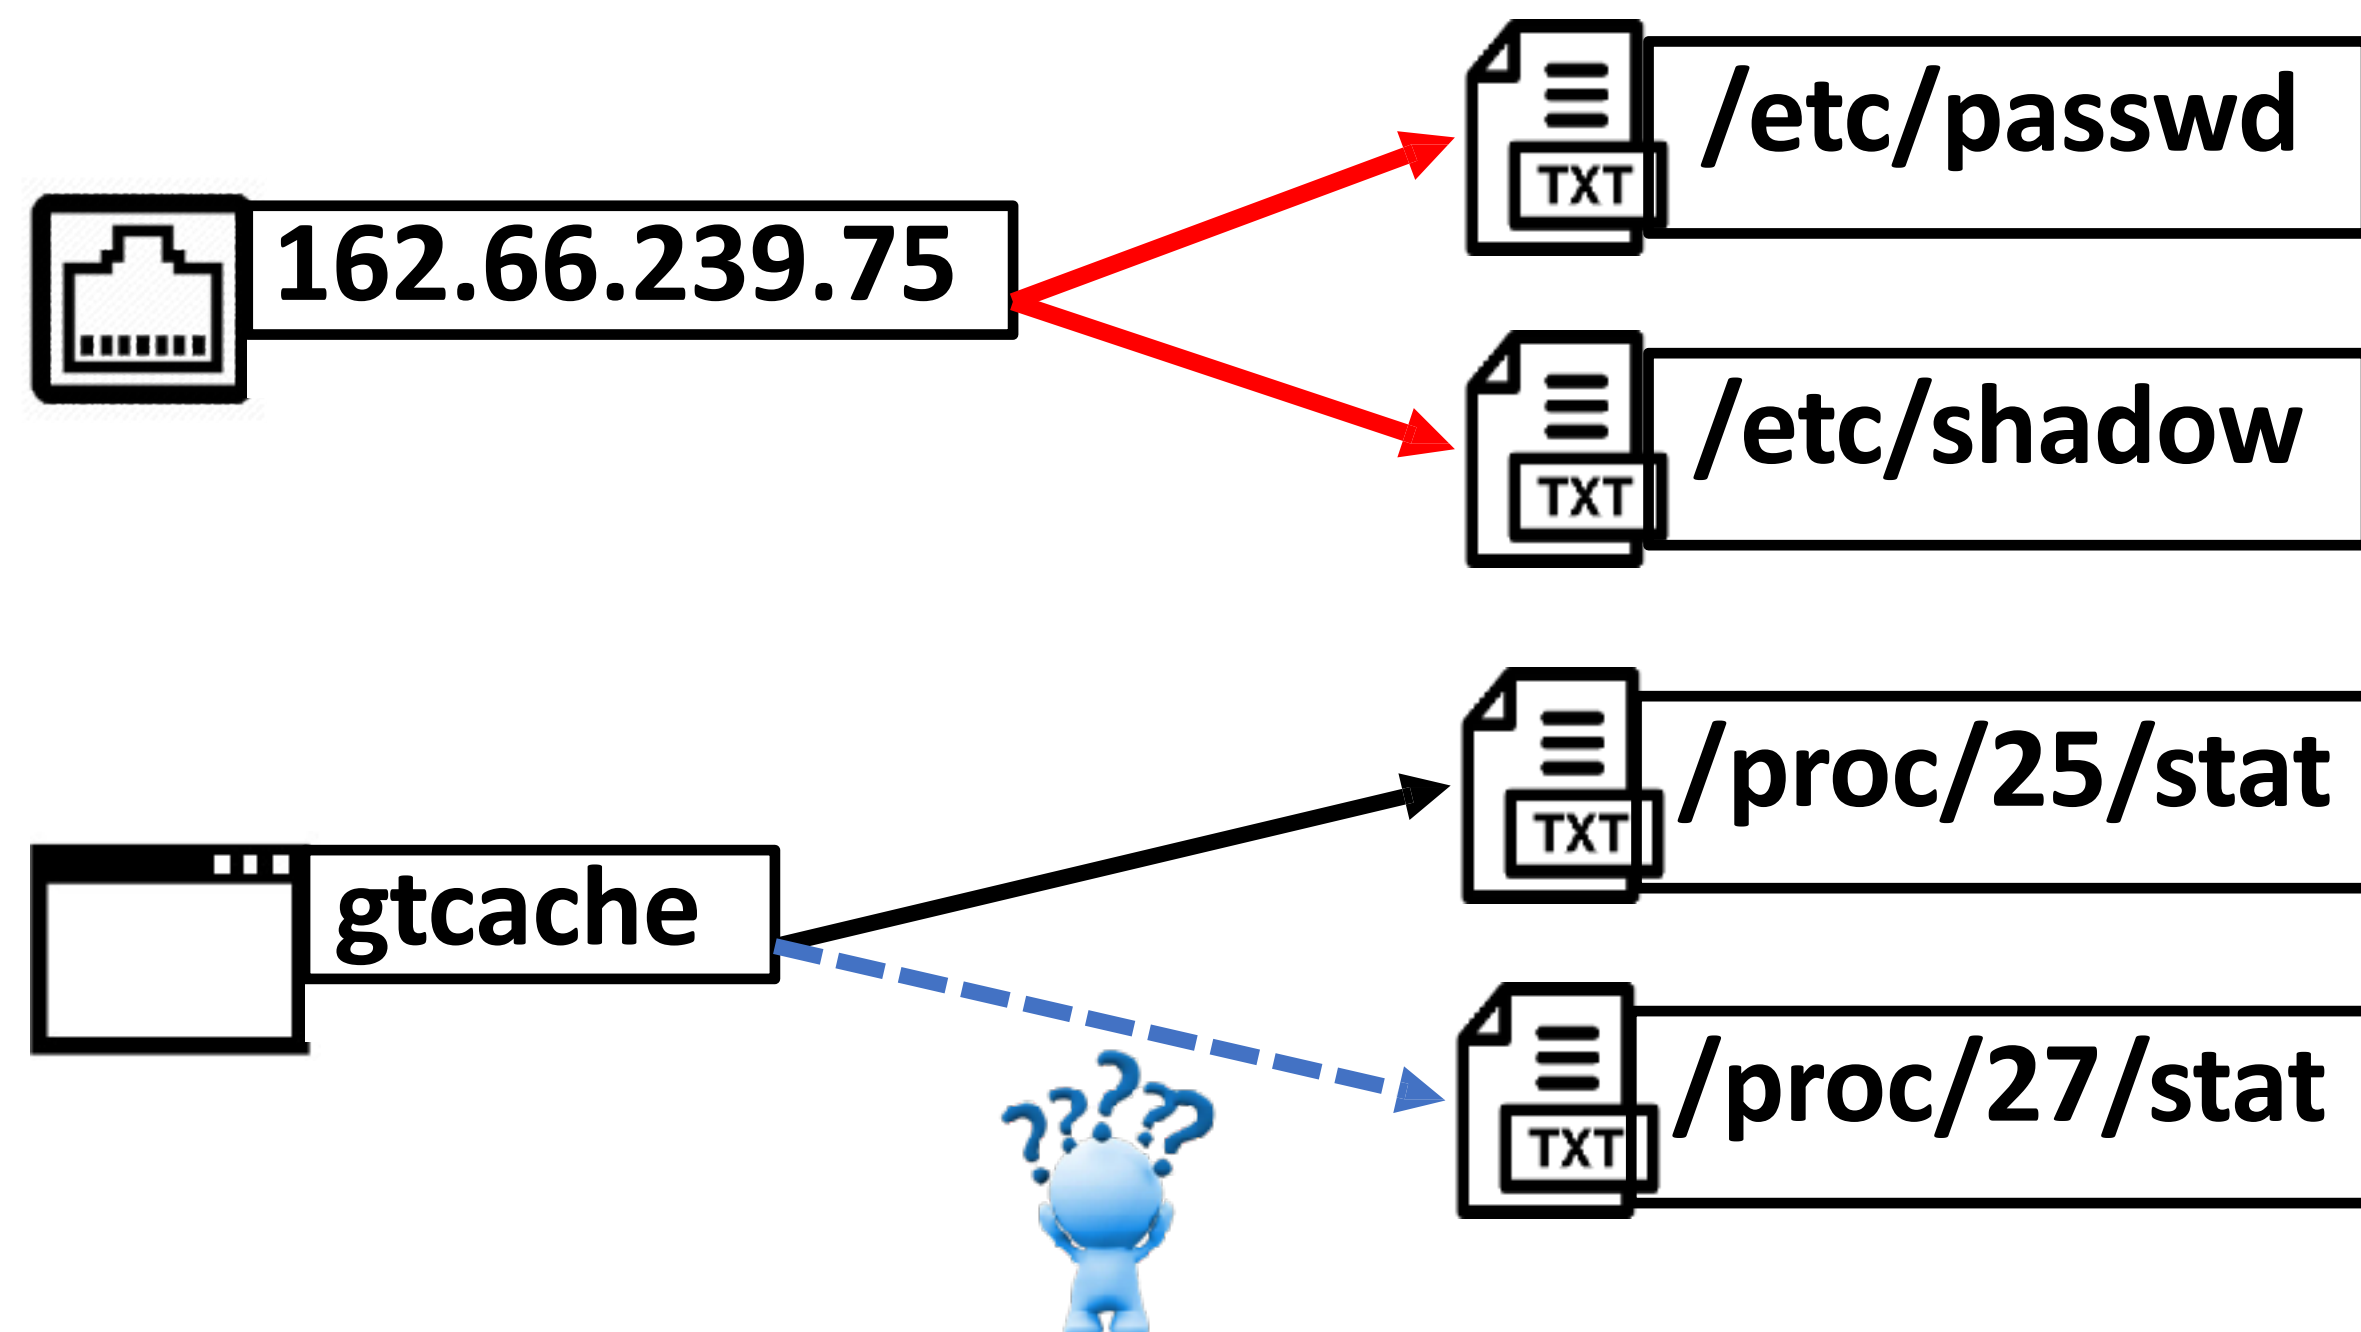 /etc/passwd
TXT
162.66.239.75
/etc/shadow
TXT
/proc/25/stat
TXT
gtcache
/proc/27/stat
TXT
?????